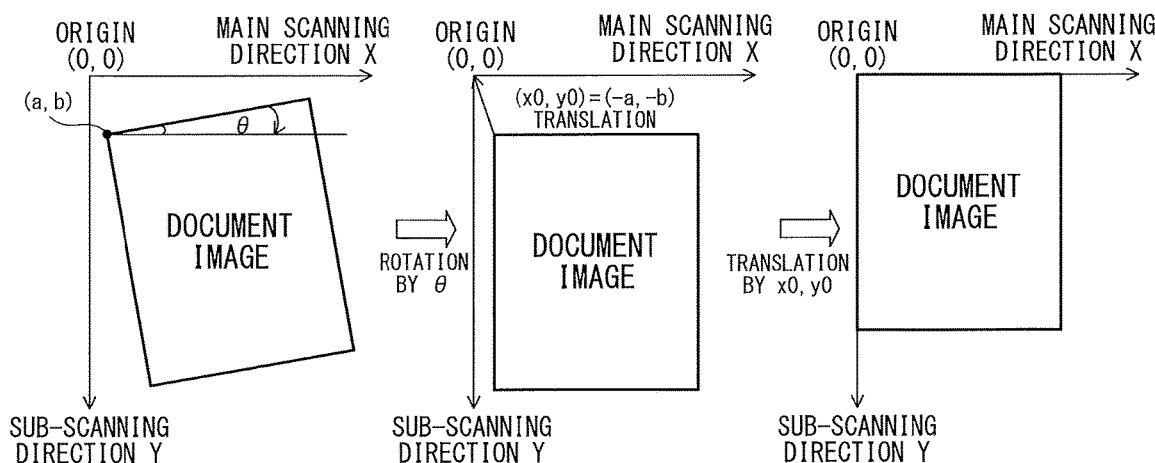 ORIGIN
(0, 0)
MAIN SCANNING
DIRECTION X
(a, b)
θ
DOCUMENT
IMAGE
SUB-SCANNING
DIRECTION Y
ROTATION
BY θ
ORIGIN
(0, 0)
MAIN SCANNING
DIRECTION X
(x0, y0)=(-a, -b)
TRANSLATION
DOCUMENT
IMAGE
SUB-SCANNING
DIRECTION Y
TRANSLATION
BY x0, y0
ORIGIN
(0, 0)
MAIN SCANNING
DIRECTION X
DOCUMENT
IMAGE
SUB-SCANNING
DIRECTION Y